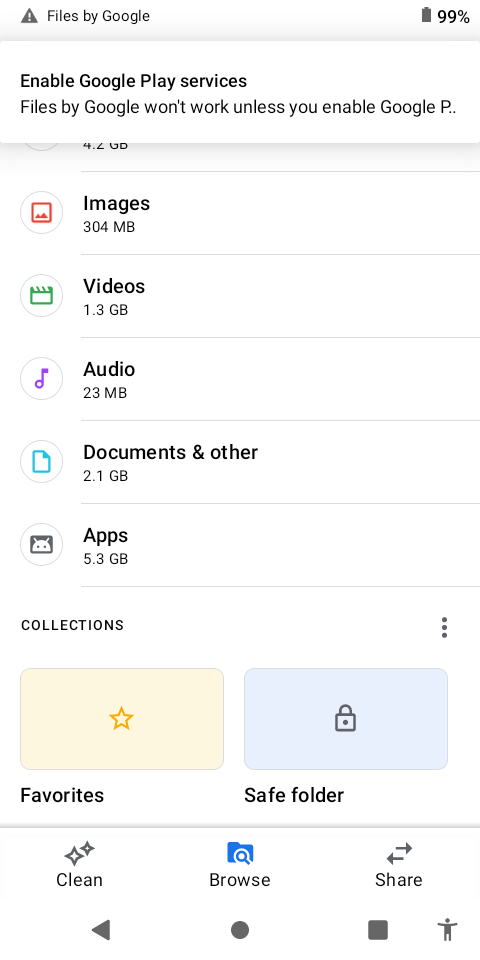 Files by Google
99%
Enable Google Play services
Files by Google won't work unless you enable Google P..
4.2 GB
Images
304 MB
Videos
1.3 GB
Audio
23 MB
Documents & other
2.1 GB
Apps
5.3 GB
COLLECTIONS
Favorites
Safe folder
Clean
Browse
Share